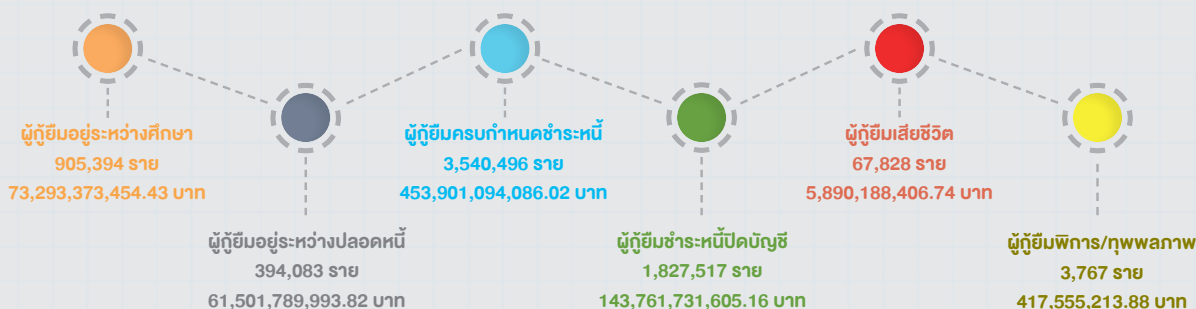 ผู้กู้ยืมอยู่ระหว่างศึกษา
905,394 ราย
73,293,373,454.43 บาท
ผู้กู้ยืมอยู่ระหว่างปลอดหนี้
394,083 ราย
61,501,789,993.82 บาท
ผู้กู้ยืมครบกำหนดชำระหนี้
3,540,496 ราย
453,901,094,086.02 บาท
ผู้กู้ยืมชำระหนี้ปิดบัญชี
1,827,517 ราย
143,761,731,605.16 บาท
ผู้กู้ยืมเสียชีวิต
67,828 ราย
5,890,188,406.74 บาท
ผู้กู้ยืมพิการ/ทุพพลภาพ
3,767 ราย
417,555,213.88 บาท